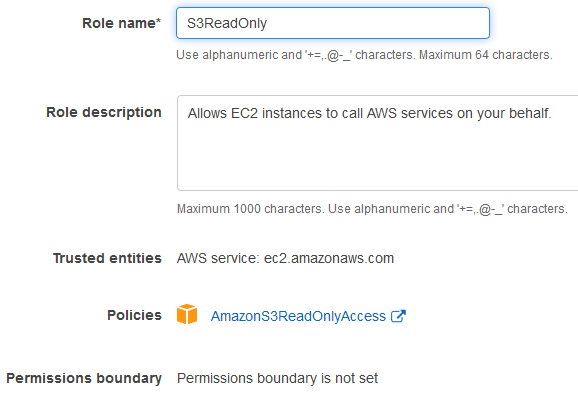 Role name* S3ReadOnly
Use alphanumeric and '+=,.@-_' characters. Maximum 64 characters.
Role description Allows EC2 instances to call AWS services on your behalf.
Maximum 1000 characters. Use alphanumeric and '+=,.@-_' characters.
Trusted entities AWS service: ec2.amazonaws.com
Policies AmazonS3ReadOnlyAccess
Permissions boundary Permissions boundary is not set